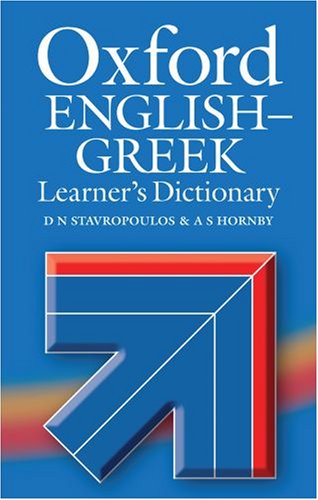 Oxford
ENGLISH–
GREEK
Learner's Dictionary
D N STAVROPOULOS & A S HORNBY